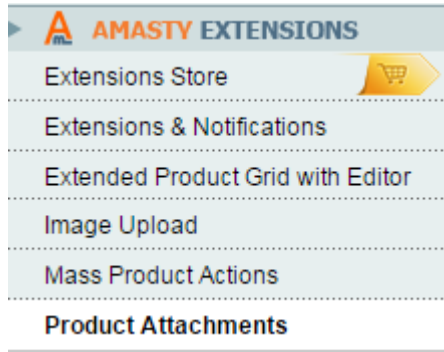 AMASTY EXTENSIONS
Extensions Store
Extensions & Notifications
Extended Product Grid with Editor
Image Upload
Mass Product Actions
Product Attachments